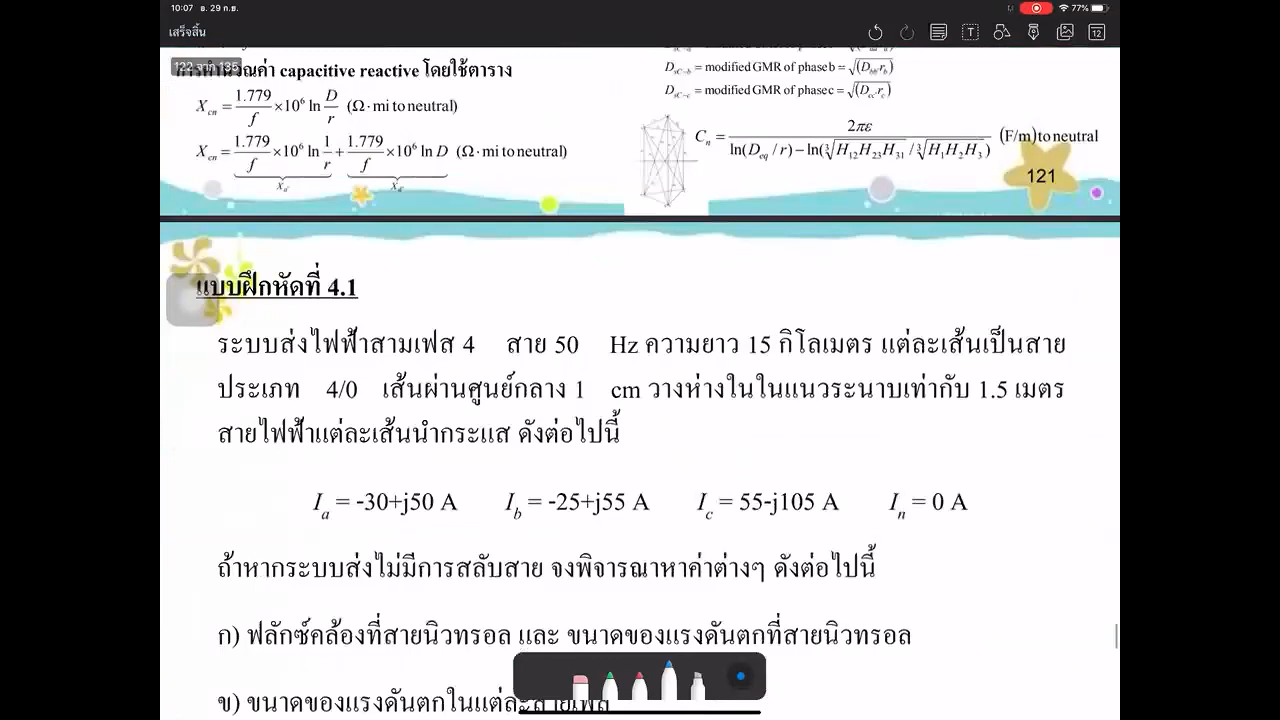 10:07 อ. 29 ก.ย.
77%
เสร็จสิ้น
12
122 จาก 135
การคำนวณค่า capacitive reactive โดยใช้ตาราง
X_cn = 1.779/f ×10^6 ln D/r (Ω·mi to neutral)
X_cn = 1.779/f ×10^6 ln 1/r + 1.779/f ×10^6 ln D (Ω·mi to neutral)
D_sC-b = modified GMR of phase b = √(D_bb' r_b)
D_sC-c = modified GMR of phase c = √(D_cc' r_c)
C_n = 2πε / ln(D_eq / r) − ln(∛H_12 H_23 H_31 / ∛H_1 H_2 H_3) (F/m) to neutral
121
แบบฝึกหัดที่ 4.1
ระบบส่งไฟฟ้าสามเฟส 4 สาย 50 Hz ความยาว 15 กิโลเมตร แต่ละเส้นเป็นสาย
ประเภท 4/0 เส้นผ่านศูนย์กลาง 1 cm วางห่างในในแนวระนาบเท่ากับ 1.5 เมตร
สายไฟฟ้าแต่ละเส้นนำกระแส ดังต่อไปนี้
I_a = -30+j50 A I_b = -25+j55 A I_c = 55-j105 A I_n = 0 A
ถ้าหากระบบส่งไม่มีการสลับสาย จงพิจารณาหาค่าต่างๆ ดังต่อไปนี้
ก) ฟลักซ์คล้องที่สายนิวทรอล และ ขนาดของแรงดันตกที่สายนิวทรอล
ข) ขนาดของแรงดันตกในแต่ละสายเฟส